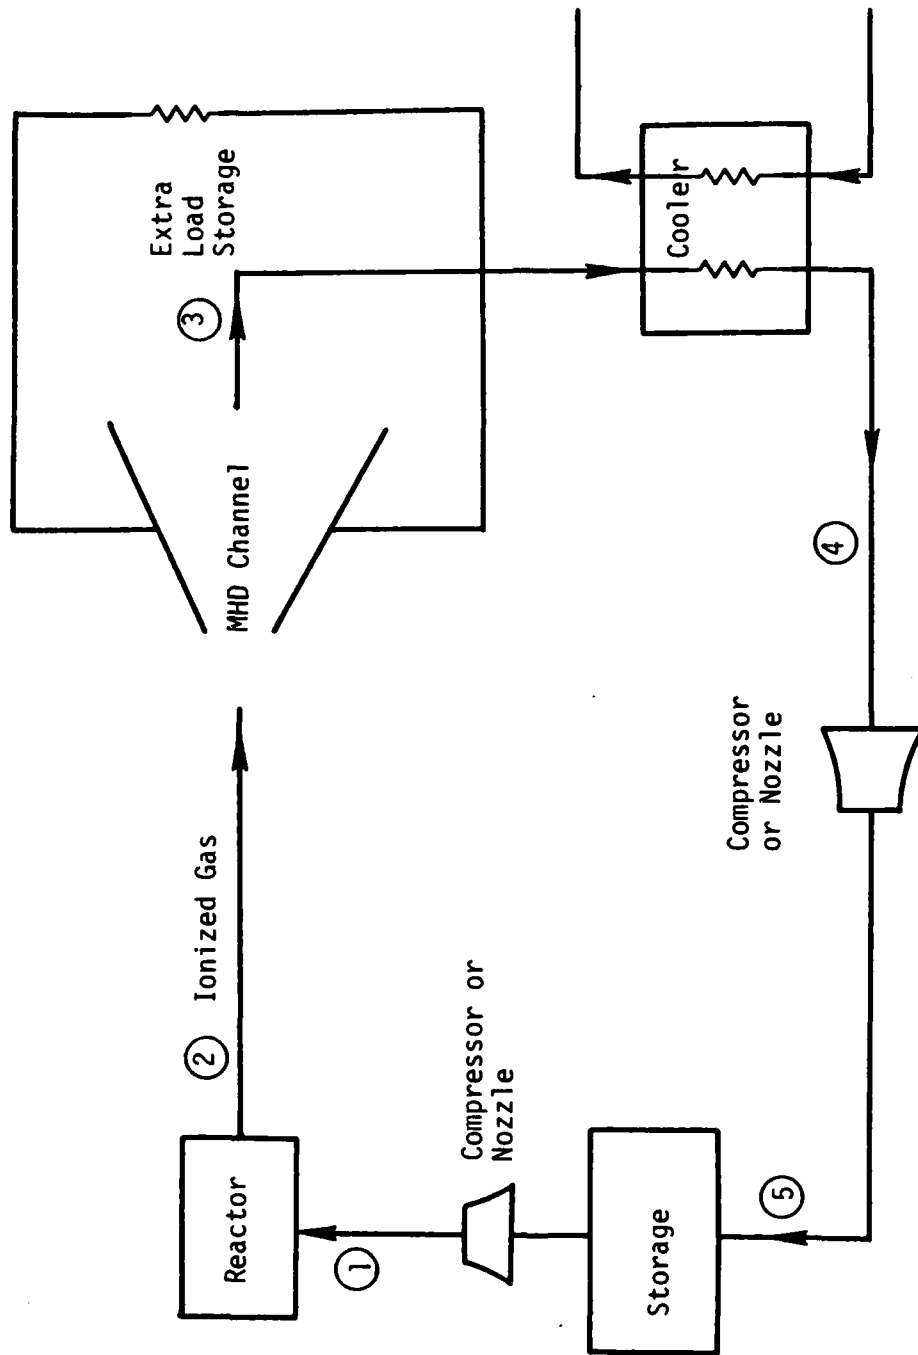 Reactor
①
②
Ionized Gas
MHD Channel
③
Extra
Load
Storage
Cooler
④
Compressor
or Nozzle
⑤
Storage
Compressor or
Nozzle